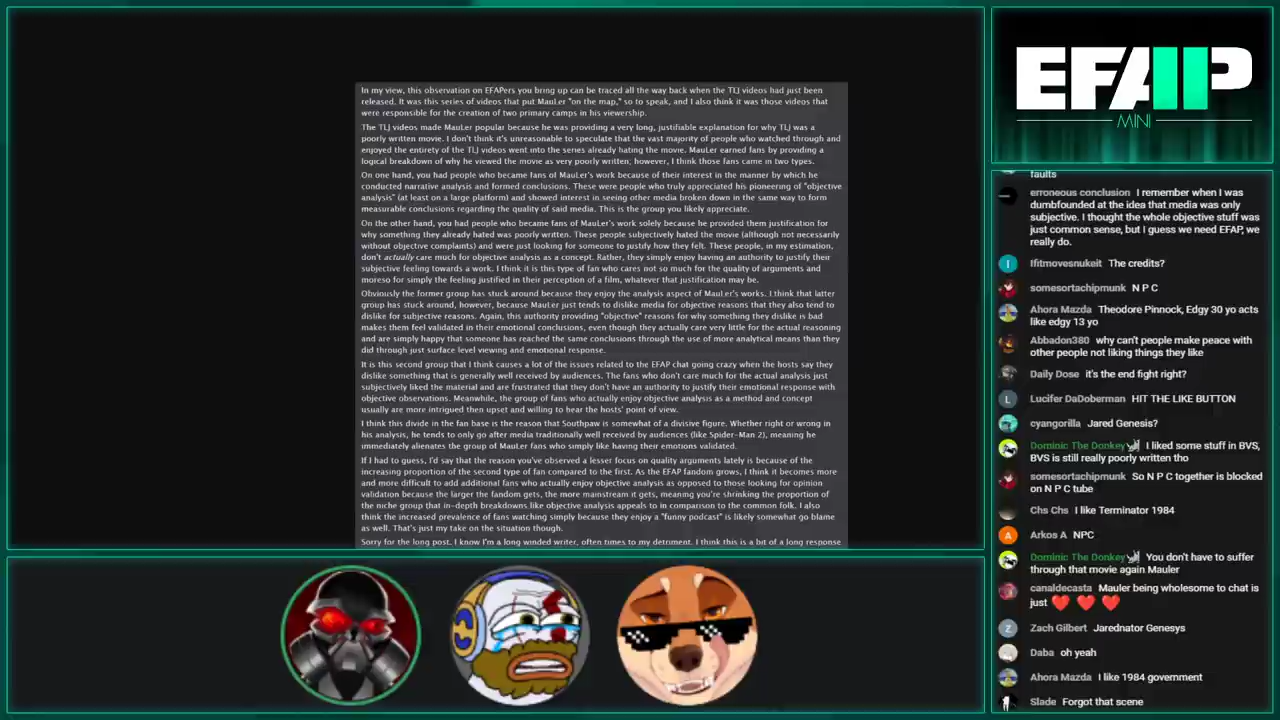 In my view, this observation on EFAPers you bring up can be traced all the way back when the TLJ videos had just been
released. It was this series of videos that put MauLer "on the map," so to speak, and I also think it was those videos that
were responsible for the creation of two primary camps in his viewership.
The TLJ videos made MauLer popular because he was providing a very long, justifiable explanation for why TLJ was a
poorly written movie. I don't think it's unreasonable to speculate that the vast majority of people who watched through and
enjoyed the entirety of the TLJ videos went into the series already hating the movie. MauLer earned fans by providing a
logical breakdown of why he viewed the movie as very poorly written; however, I think those fans came in two types.
On one hand, you had people who became fans of MauLer's work because of their interest in the manner by which he
conducted narrative analysis and formed conclusions. These were people who truly appreciated his pioneering of "objective
analysis" (at least on a large platform) and showed interest in seeing other media broken down in the same way to form
measurable conclusions regarding the quality of said media. This is the group you likely appreciate.
On the other hand, you had people who became fans of MauLer's work solely because he provided them justification for
why something they already hated was poorly written. These people subjectively hated the movie (although not necessarily
without objective complaints) and were just looking for someone to justify how they felt. These people, in my estimation,
don't actually care much for objective analysis as a concept. Rather, they simply enjoy having an authority to justify their
subjective feeling towards a work. I think it is this type of fan who cares not so much for the quality of arguments and
moreso for simply the feeling justified in their perception of a film, whatever that justification may be.
Obviously the former group has stuck around because they enjoy the analysis aspect of MauLer's works. I think that latter
group has stuck around, however, because MauLer just tends to dislike media for objective reasons that they also tend to
dislike for subjective reasons. Again, this authority providing "objective" reasons for why something they dislike is bad
makes them feel validated in their emotional conclusions, even though they actually care very little for the actual reasoning
and are simply happy that someone has reached the same conclusions through the use of more analytical means than they
did through just surface level viewing and emotional response.
It is this second group that I think causes a lot of the issues related to the EFAP chat going crazy when the hosts say they
dislike something that is generally well received by audiences. The fans who don't care much for the actual analysis just
subjectively liked the material and are frustrated that they don't have an authority to justify their emotional response with
objective observations. Meanwhile, the group of fans who actually enjoy objective analysis as a method and concept
usually are more intrigued then upset and willing to hear the hosts' point of view.
I think this divide in the fan base is the reason that Southpaw is somewhat of a divisive figure. Whether right or wrong in
his analysis, he tends to only go after media traditionally well received by audiences (like Spider-Man 2), meaning he
immediately alienates the group of MauLer fans who simply like having their emotions validated.
If I had to guess, I'd say that the reason you've observed a lesser focus on quality arguments lately is because of the
increasing proportion of the second type of fan compared to the first. As the EFAP fandom grows, I think it becomes more
and more difficult to add additional fans who actually enjoy objective analysis as opposed to those looking for opinion
validation because the larger the fandom gets, the more mainstream it gets, meaning you're shrinking the proportion of
the niche group that in-depth breakdowns like objective analysis appeals to in comparison to the common folk. I also
think the increased prevalence of fans watching simply because they enjoy a "funny podcast" is likely somewhat go blame
as well. That's just my take on the situation though.
Sorry for the long post. I know I'm a long winded writer, often times to my detriment. I think this is a bit of a long response
EFAP
MINI
faults
erroneous conclusion I remember when I was
dumbfounded at the idea that media was only
subjective. I thought the whole objective stuff was
just common sense, but I guess we need EFAP, we
really do.
Ifitmovesnukeit The credits?
somesortachipmunk N P C
Ahora Mazda Theodore Pinnock, Edgy 30 yo acts
like edgy 13 yo
Abbadon380 why can't people make peace with
other people not liking things they like
Daily Dose it's the end fight right?
Lucifer DaDoberman HIT THE LIKE BUTTON
cyangorilla Jared Genesis?
Dominic The Donkey I liked some stuff in BVS,
BVS is still really poorly written tho
somesortachipmunk So N P C together is blocked
on N P C tube
Chs Chs I like Terminator 1984
Arkos A NPC
Dominic The Donkey You don't have to suffer
through that movie again Mauler
canaldecasta Mauler being wholesome to chat is
just
Zach Gilbert Jarednator Genesys
Daba oh yeah
Ahora Mazda I like 1984 government
Slade Forgot that scene